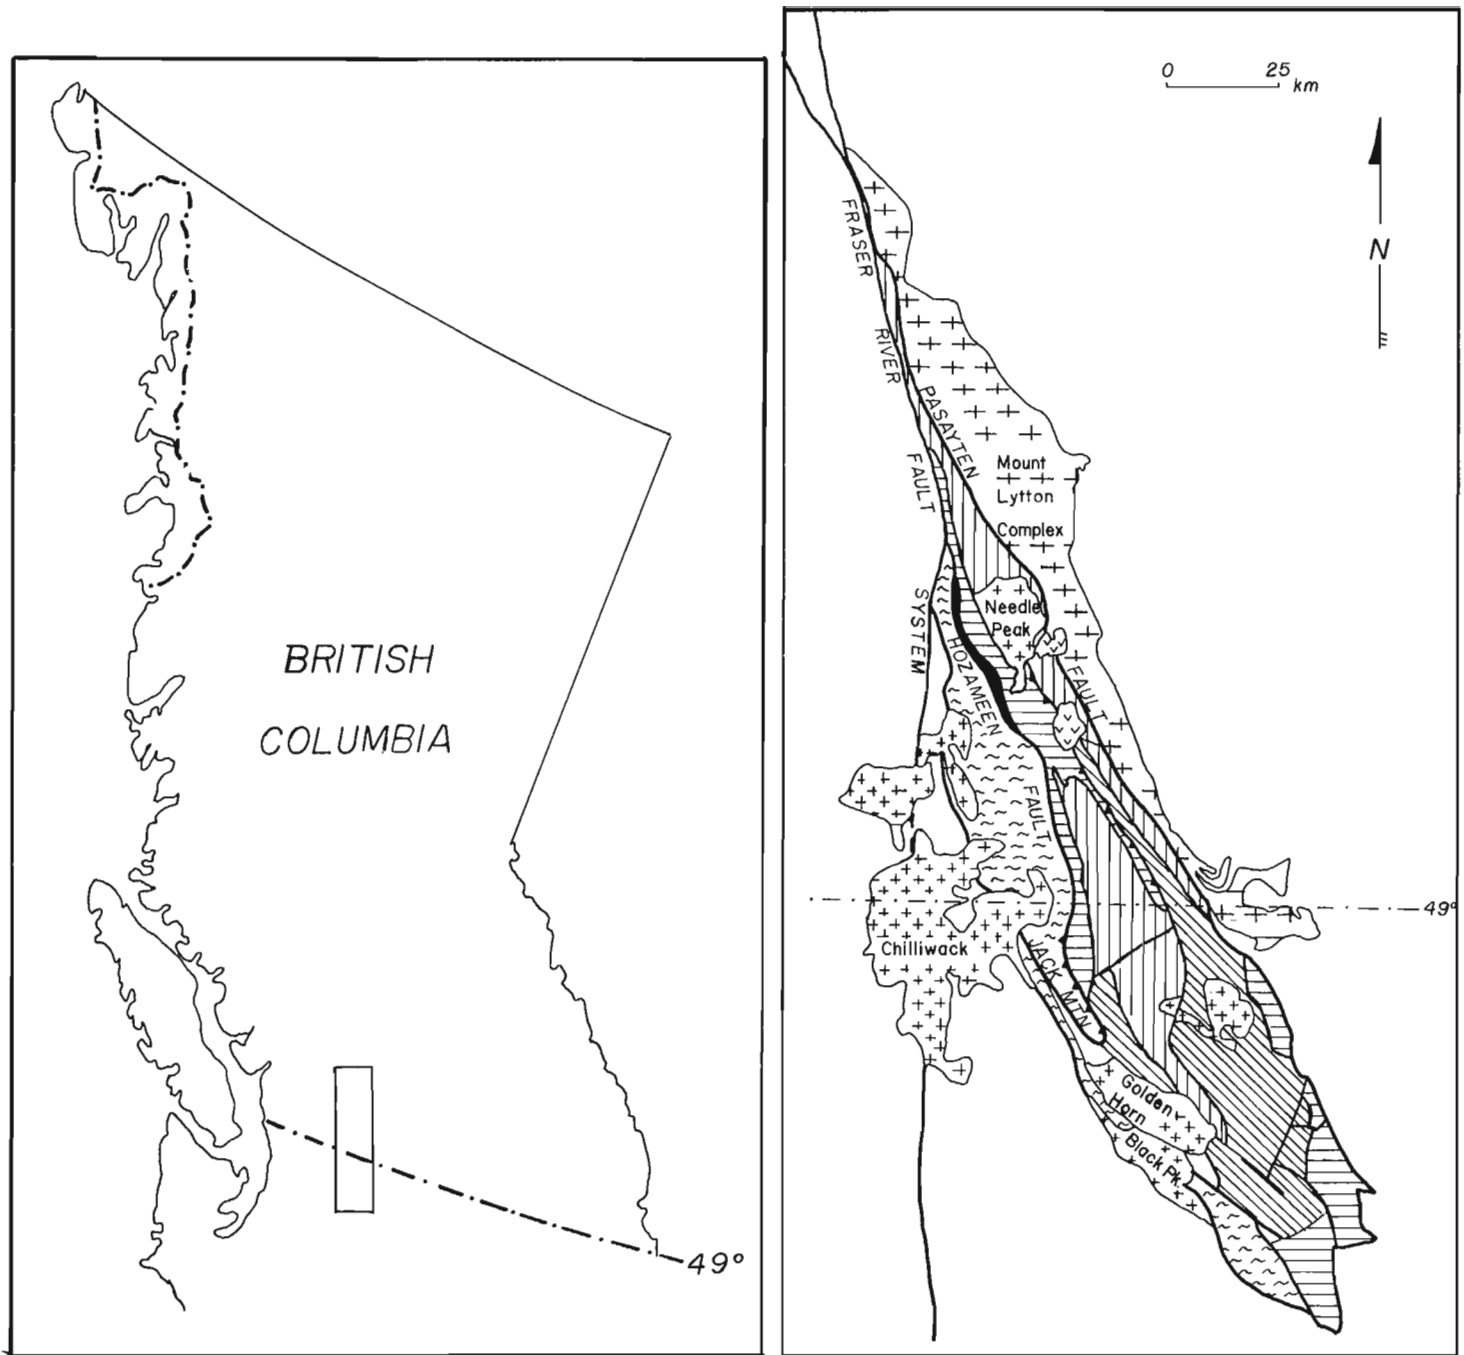 BRITISH
COLUMBIA
49°
0 25 km
N
FRASER
RIVER
FAULT
SYSTEM
PASAYTEN
FAULT
Mount
Lytton
Complex
Needle
Peak
HOZAMEEN
FAULT
49°
Chilliwack
JACK MTN
Golden
Horn
Black Pk.